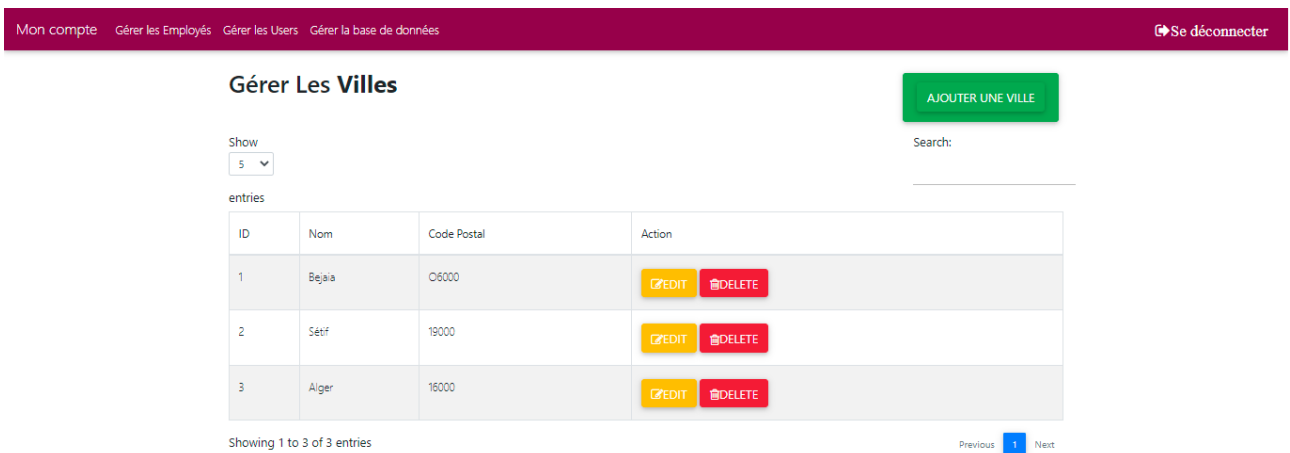 Mon compte Gérer les Employés Gérer les Users Gérer la base de données Se déconnecter
Gérer Les Villes
AJOUTER UNE VILLE
Show
Search:
5
entries
ID Nom Code Postal Action
1 Bejaia O6000 EDIT DELETE
2 Sétif 19000 EDIT DELETE
3 Alger 16000 EDIT DELETE
Showing 1 to 3 of 3 entries Previous 1 Next